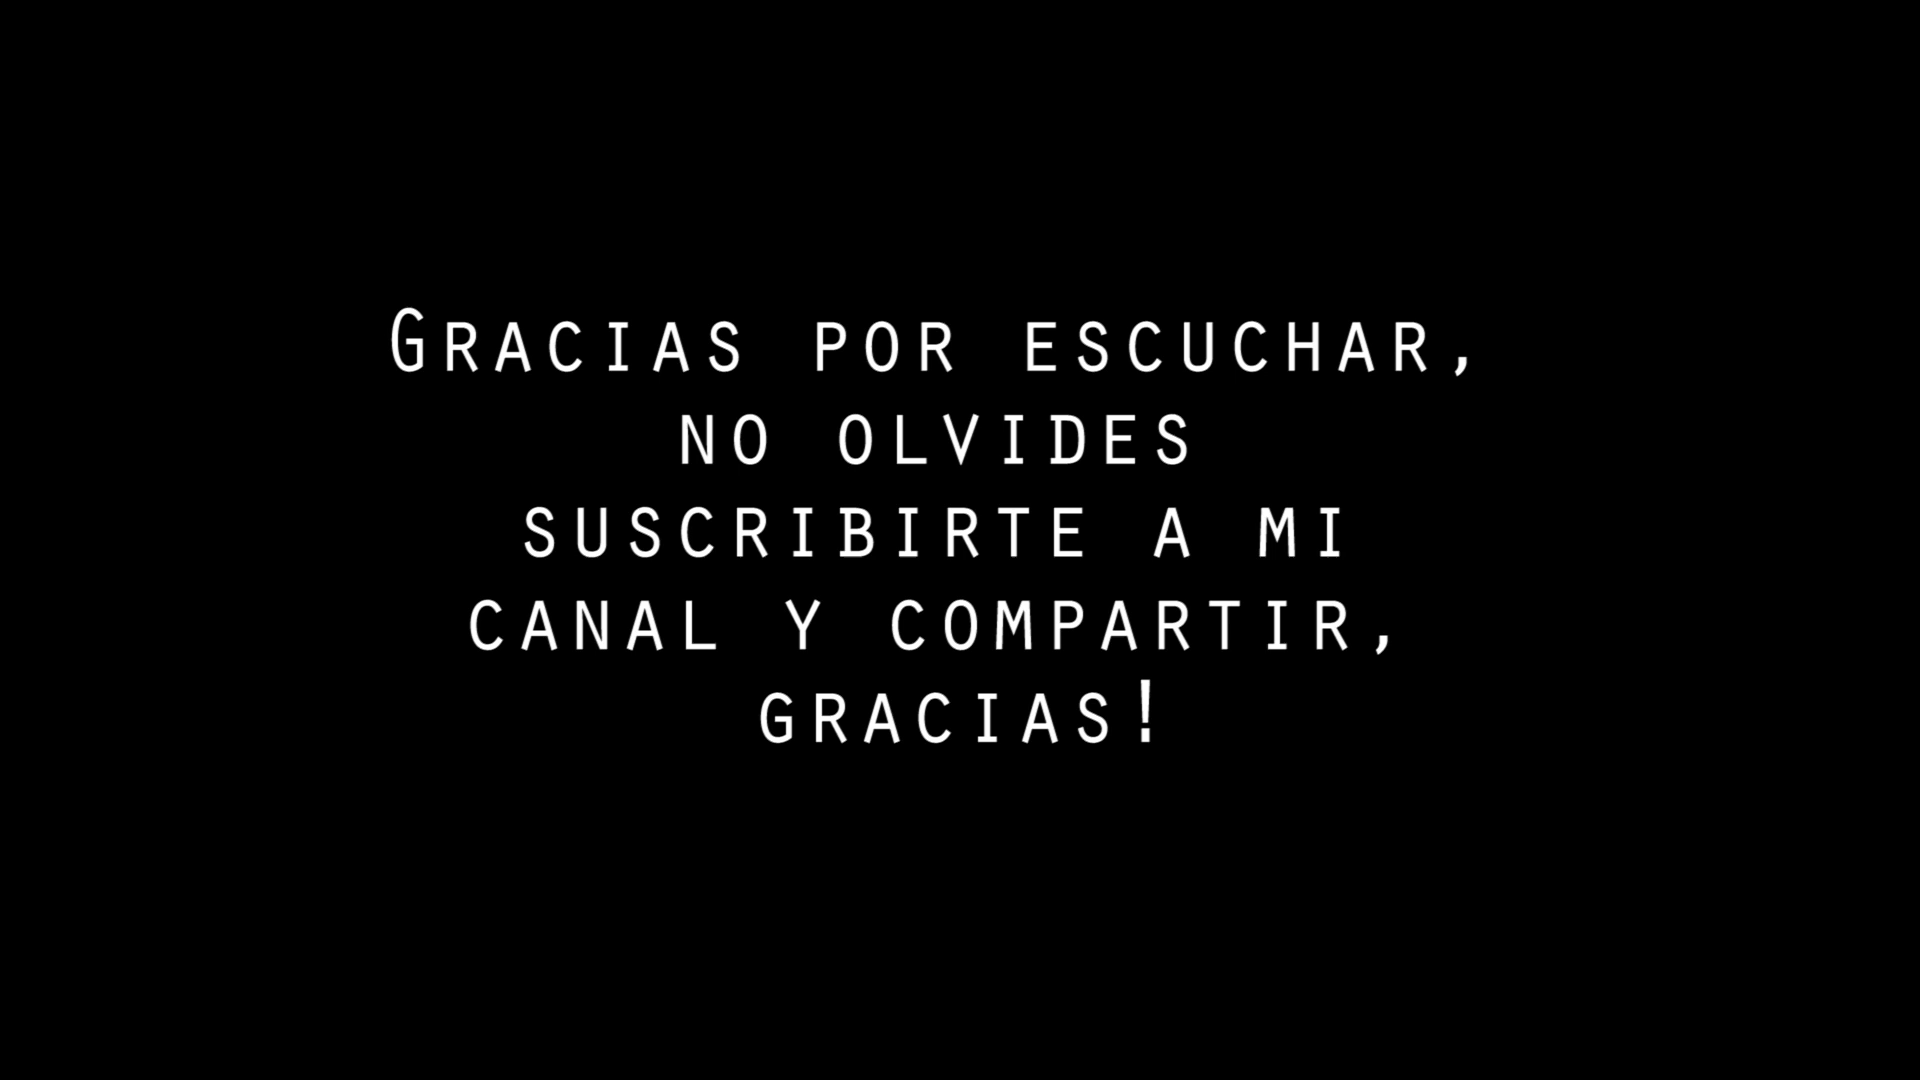 Gracias por escuchar,
no olvides
suscribirte a mi
canal y compartir,
gracias!